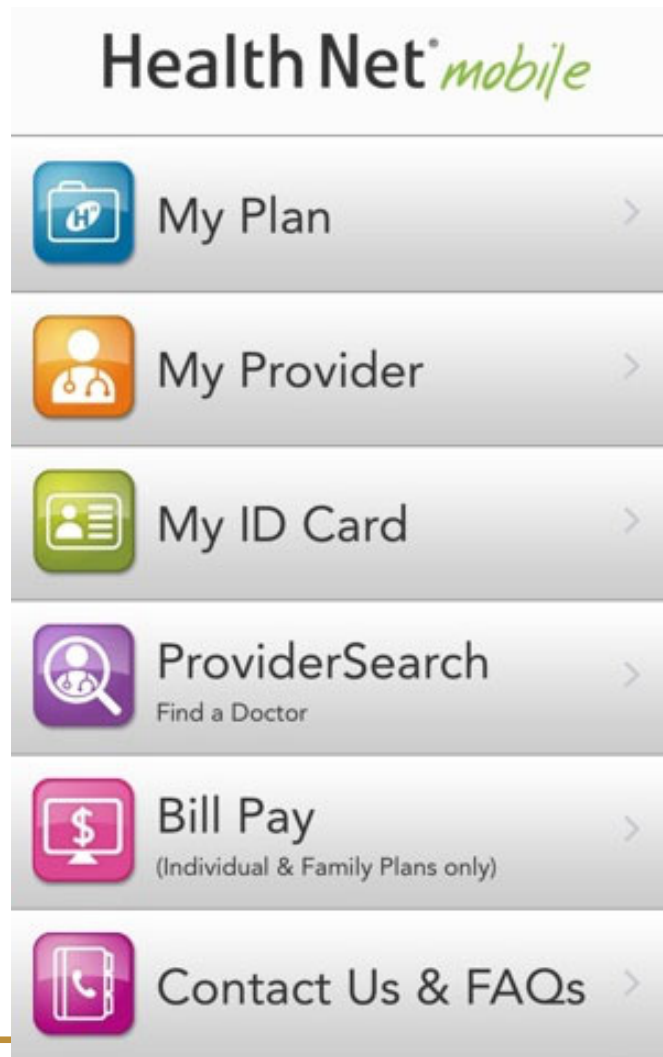 Health Net® mobile
My Plan
My Provider
My ID Card
ProviderSearch
Find a Doctor
Bill Pay
(Individual & Family Plans only)
Contact Us & FAQs